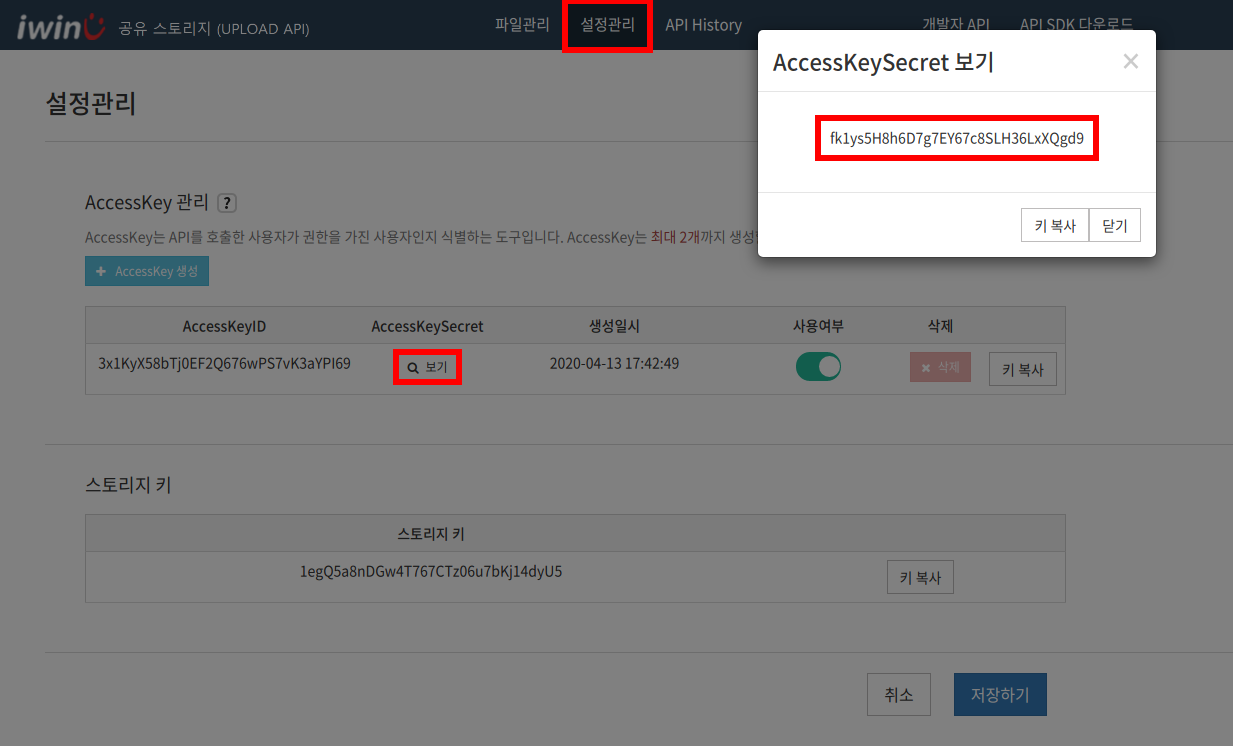 iwinU 공유 스토리지 (UPLOAD API) 파일관리 설정관리 API History 개발자 API API SDK 다운로드
AccessKeySecret 보기 ×
fk1ys5H8h6D7g7EY67c8SLH36LxXQgd9
키 복사 닫기
설정관리
AccessKey 관리 ?
AccessKey는 API를 호출한 사용자가 권한을 가진 사용자인지 식별하는 도구입니다. AccessKey는 최대 2개까지
+ AccessKey 생성
AccessKeyID AccessKeySecret 생성일시 사용여부 삭제
3x1KyX58bTj0EF2Q676wPS7vK3aYPI69 보기 2020-04-13 17:42:49 × 삭제 키 복사
스토리지 키
스토리지 키
1egQ5a8nDGw4T767CTz06u7bKj14dyU5 키 복사
취소 저장하기